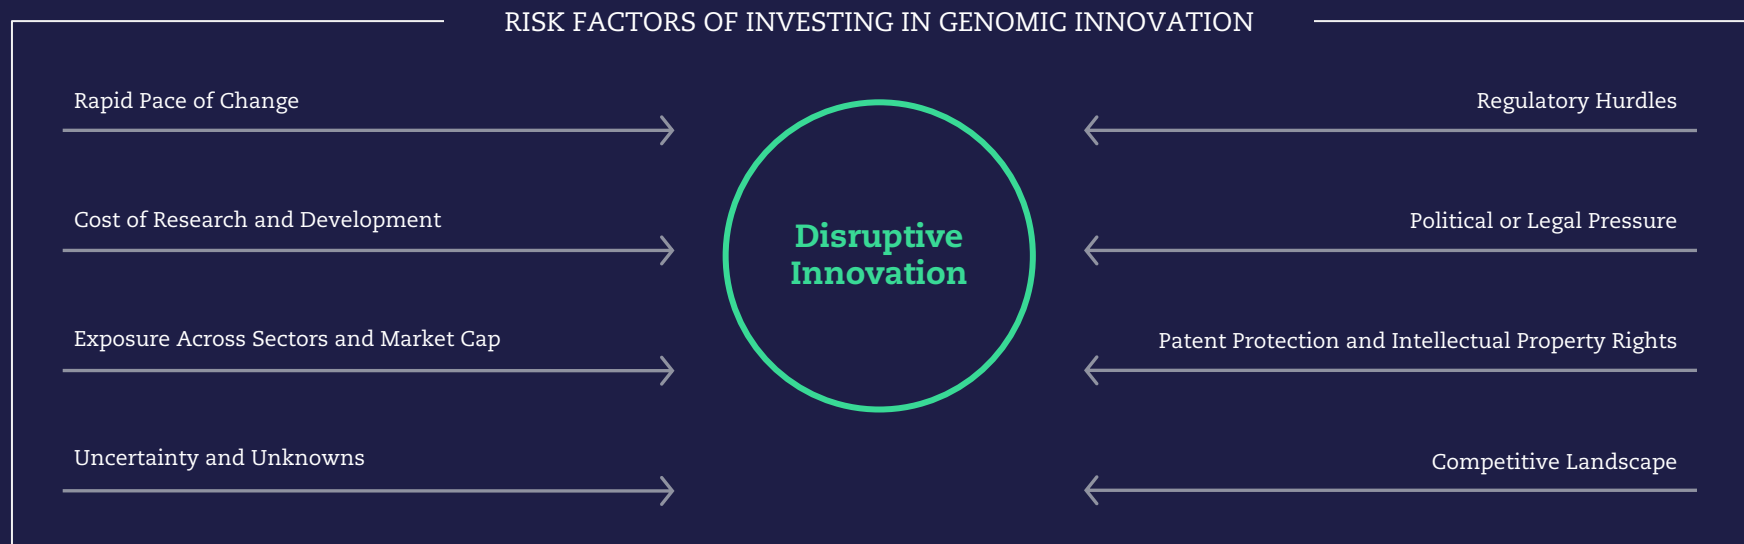 RISK FACTORS OF INVESTING IN GENOMIC INNOVATION
Rapid Pace of Change
Cost of Research and Development
Exposure Across Sectors and Market Cap
Uncertainty and Unknowns
Disruptive
Innovation
Regulatory Hurdles
Political or Legal Pressure
Patent Protection and Intellectual Property Rights
Competitive Landscape